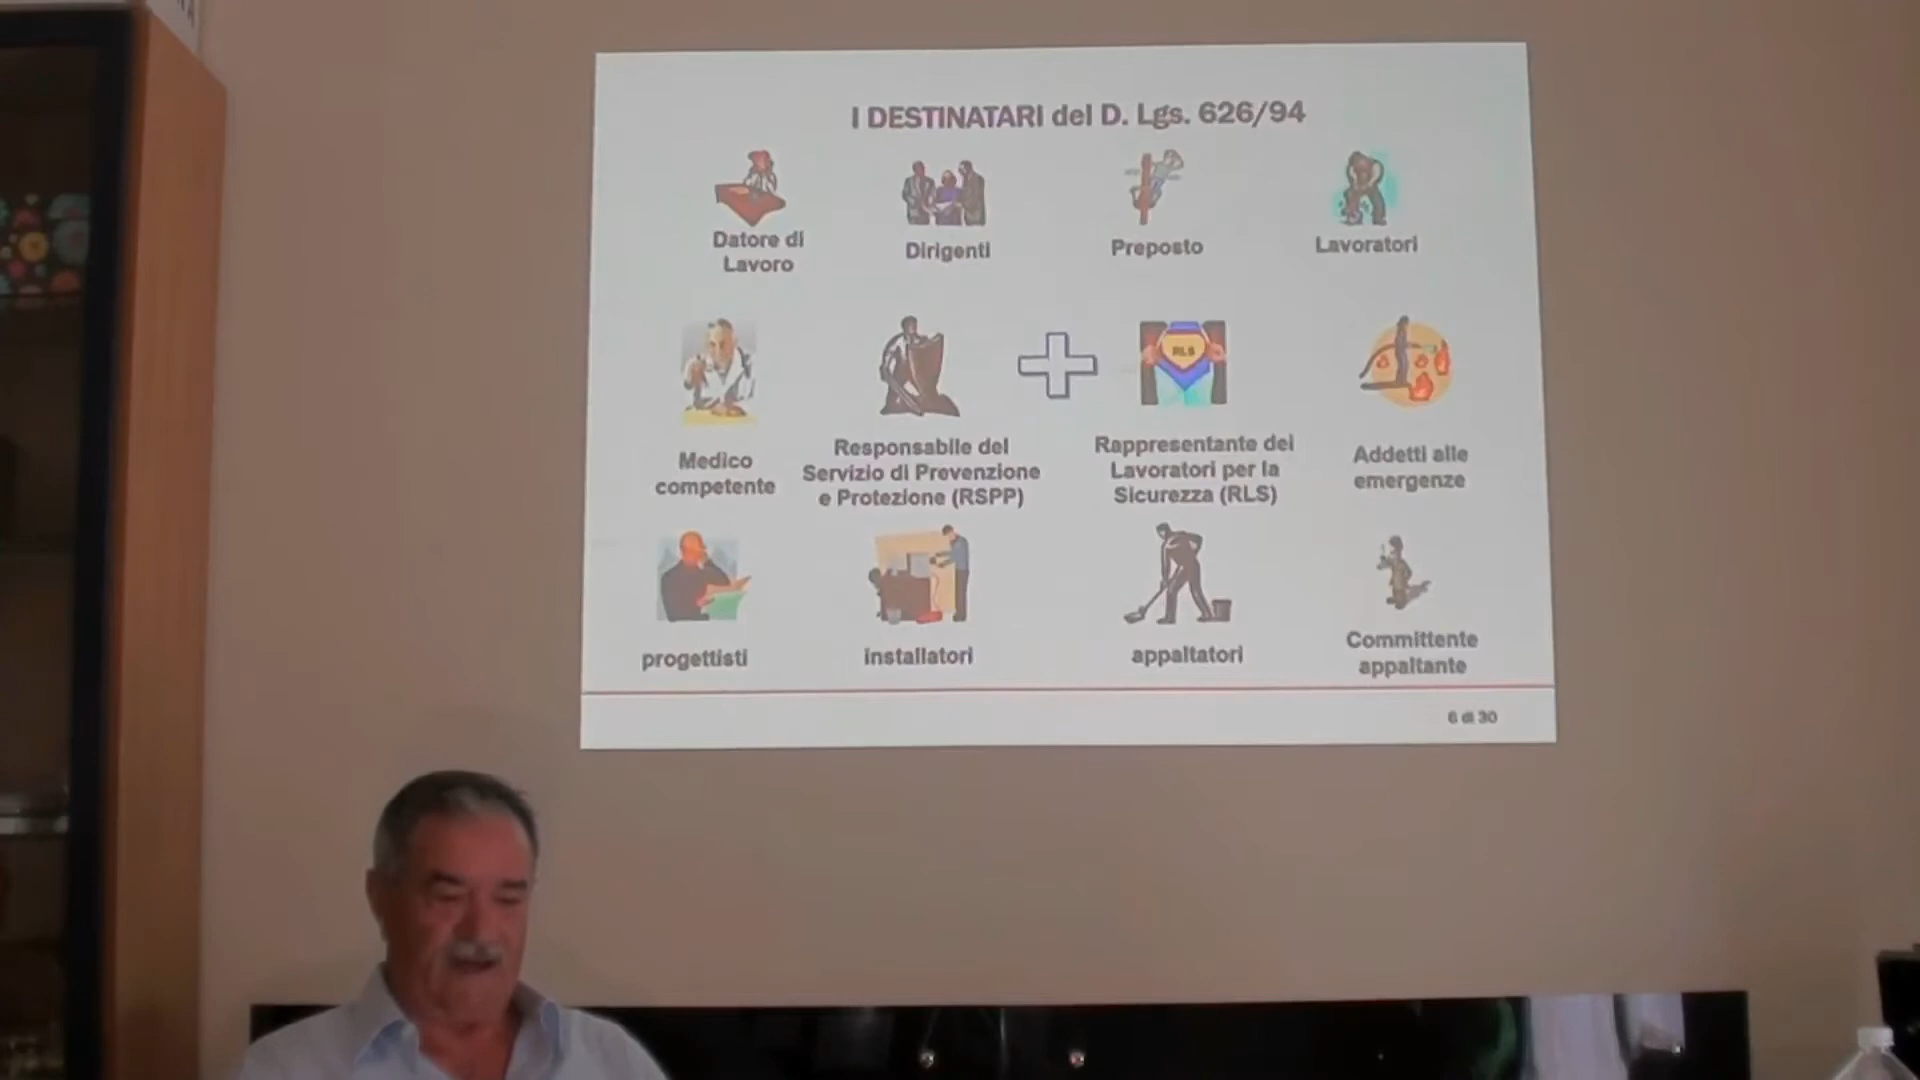 I DESTINATARI del D. Lgs. 626/94
Datore di
Lavoro
Dirigenti
Preposto
Lavoratori
RLS
Medico
competente
Responsabile del
Servizio di Prevenzione
e Protezione (RSPP)
Rappresentante dei
Lavoratori per la
Sicurezza (RLS)
Addetti alle
emergenze
progettisti
installatori
appaltatori
Committente
appaltante
6 di 30